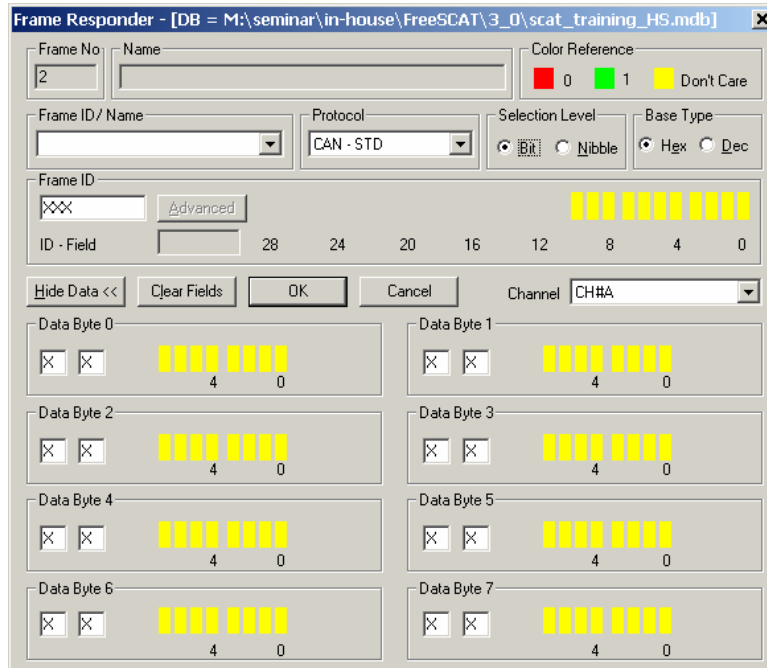 Frame Responder - [DB = M:\seminar\in-house\FreeSCAT\3_0\scat_training_HS.mdb]
Frame No Name Color Reference
2 0 1 Don't Care
Frame ID/ Name Protocol Selection Level Base Type
CAN - STD Bit Nibble Hex Dec
Frame ID
XXX Advanced
ID - Field 28 24 20 16 12 8 4 0
Hide Data << Clear Fields OK Cancel Channel CH#A
Data Byte 0 Data Byte 1
X X X X
4 0 4 0
Data Byte 2 Data Byte 3
X X X X
4 0 4 0
Data Byte 4 Data Byte 5
X X X X
4 0 4 0
Data Byte 6 Data Byte 7
X X X X
4 0 4 0